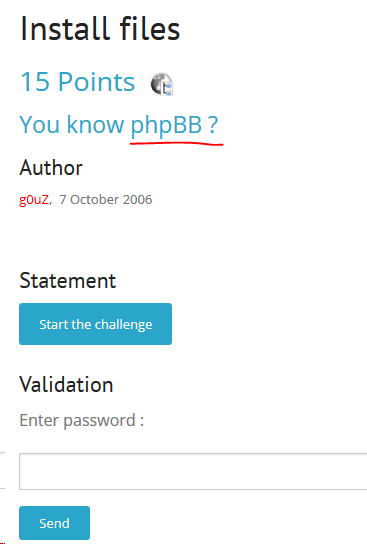 Install files
15 Points
You know phpBB ?
Author
g0uZ, 7 October 2006
Statement
Start the challenge
Validation
Enter password :
Send